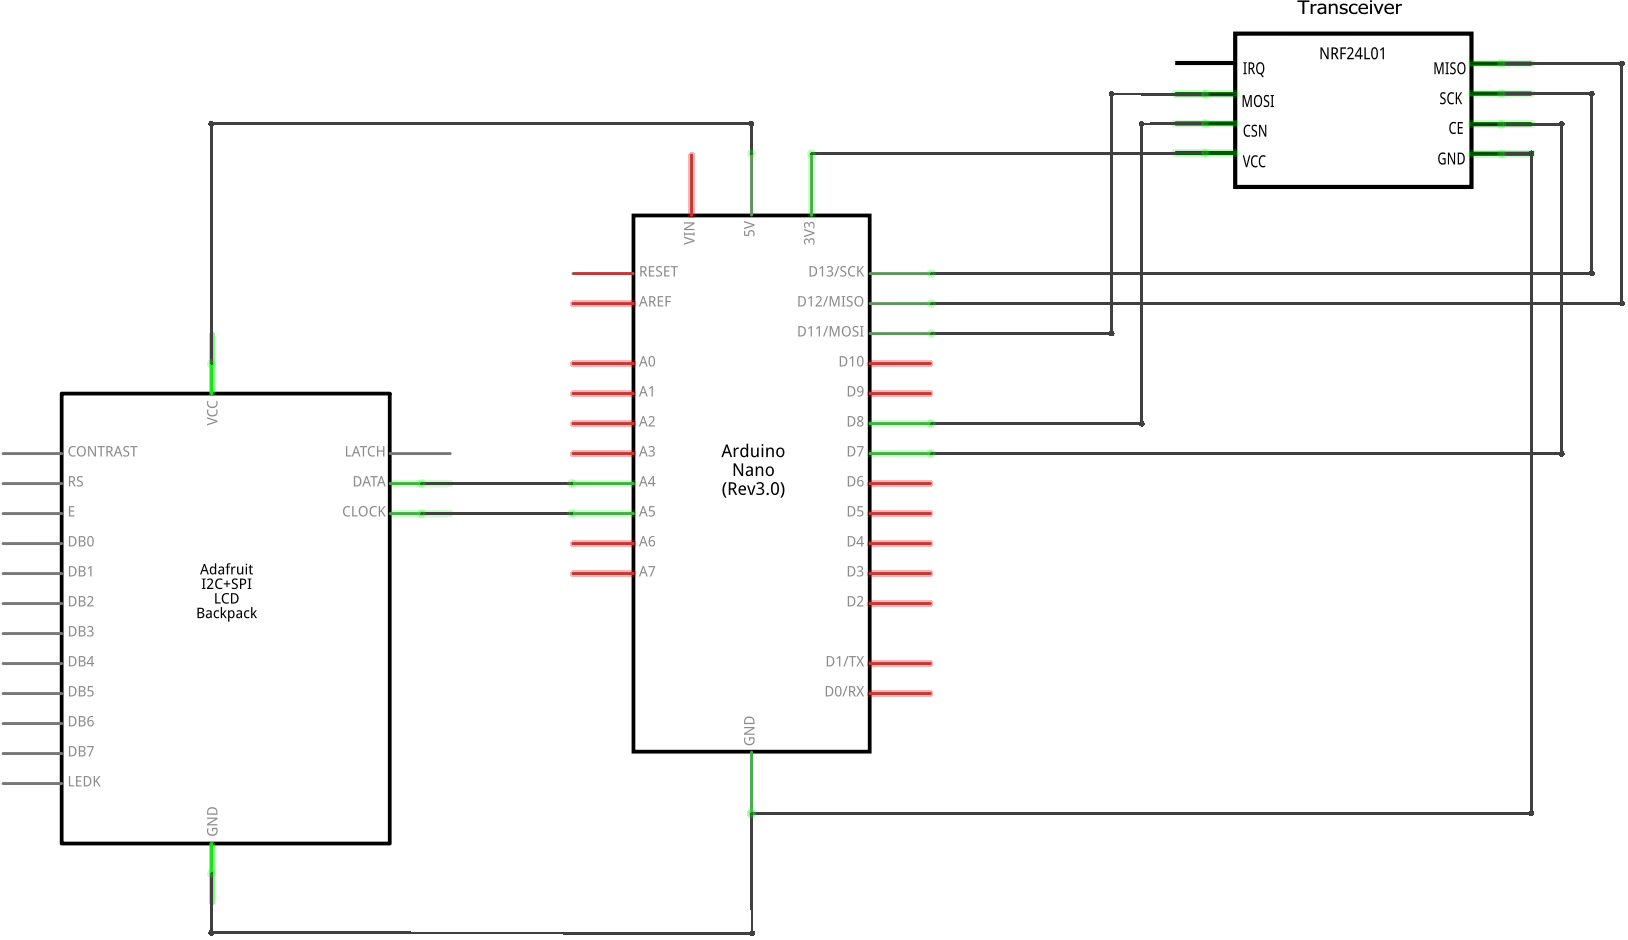 Transceiver
NRF24L01
IRQ
MOSI
CSN
VCC
MISO
SCK
CE
GND
VIN
5V
3V3
RESET
AREF
A0
A1
A2
A3
A4
A5
A6
A7
D13/SCK
D12/MISO
D11/MOSI
D10
D9
D8
D7
D6
D5
D4
D3
D2
D1/TX
D0/RX
Arduino
Nano
(Rev3.0)
GND
VCC
CONTRAST
RS
E
DB0
DB1
DB2
DB3
DB4
DB5
DB6
DB7
LEDK
LATCH
DATA
CLOCK
Adafruit
I2C+SPI
LCD
Backpack
GND